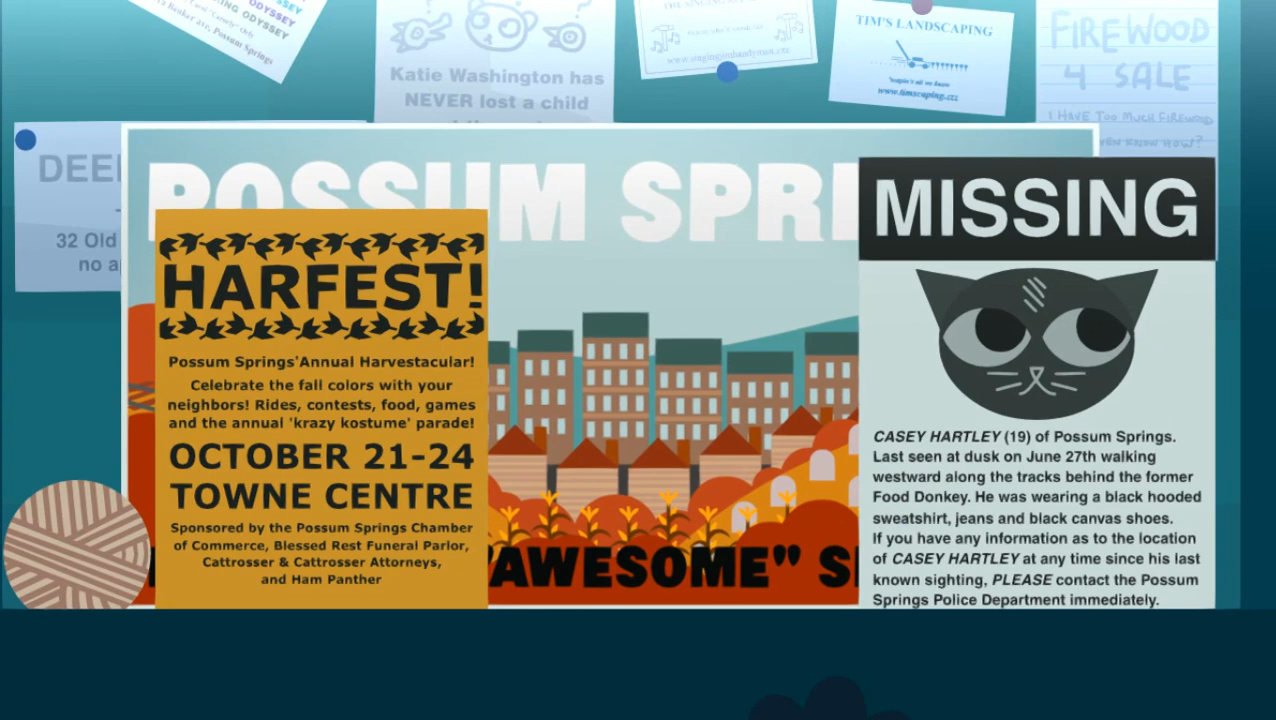 ODYSSEY
ODYSSEY
Possum Springs
Katie Washington has
NEVER lost a child
TIM'S LANDSCAPING
www.timscaping.czz
FIREWOOD
4 SALE
I HAVE TOO MUCH FIREWOOD
KNOW HOW?
32 Old
POSSUM SPRI
HARFEST!
Possum Springs'Annual Harvestacular!
Celebrate the fall colors with your
neighbors! Rides, contests, food, games
and the annual 'krazy kostume' parade!
OCTOBER 21-24
TOWNE CENTRE
Sponsored by the Possum Springs Chamber
of Commerce, Blessed Rest Funeral Parlor,
Cattrosser & Cattrosser Attorneys,
and Ham Panther
"AWESOME"
MISSING
CASEY HARTLEY (19) of Possum Springs.
Last seen at dusk on June 27th walking
westward along the tracks behind the former
Food Donkey. He was wearing a black hooded
sweatshirt, jeans and black canvas shoes.
If you have any information as to the location
of CASEY HARTLEY at any time since his last
known sighting, PLEASE contact the Possum
Springs Police Department immediately.